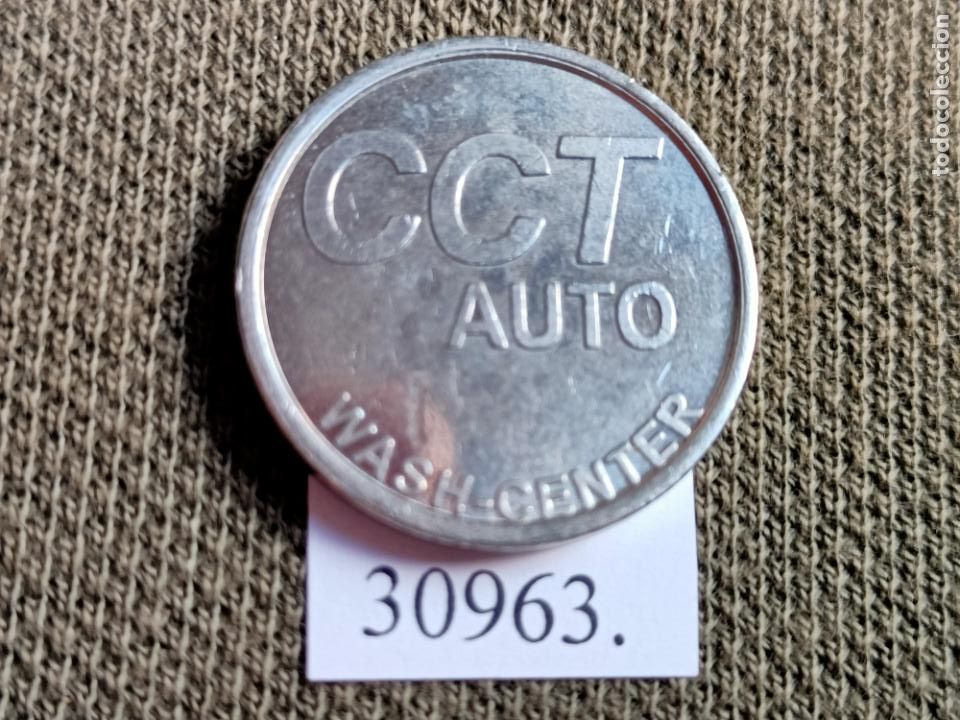 CCT
AUTO
WASH-CENTER
30963.
todocoleccion